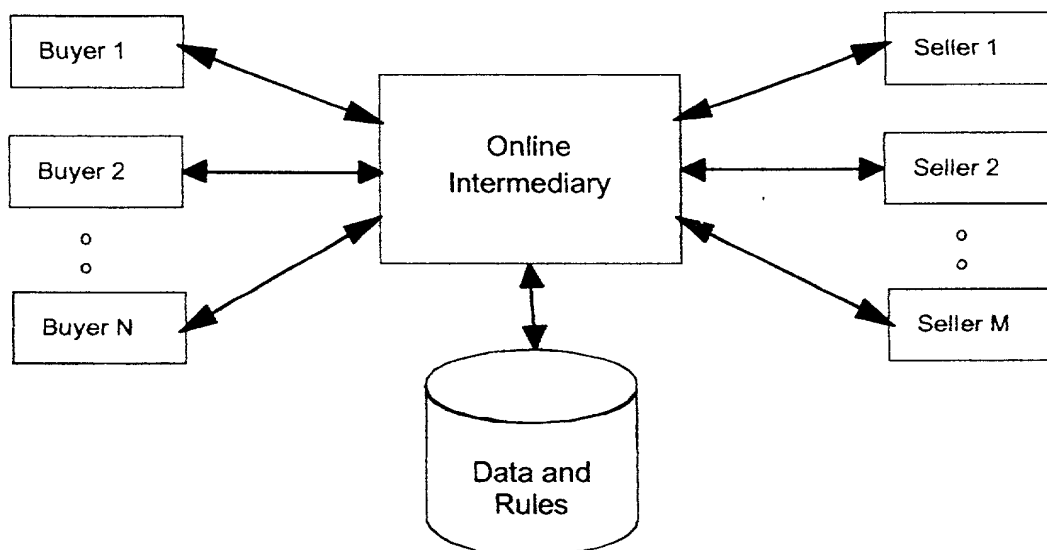 Buyer 1
Buyer 2
Buyer N
Online
Intermediary
Data and
Rules
Seller 1
Seller 2
Seller M